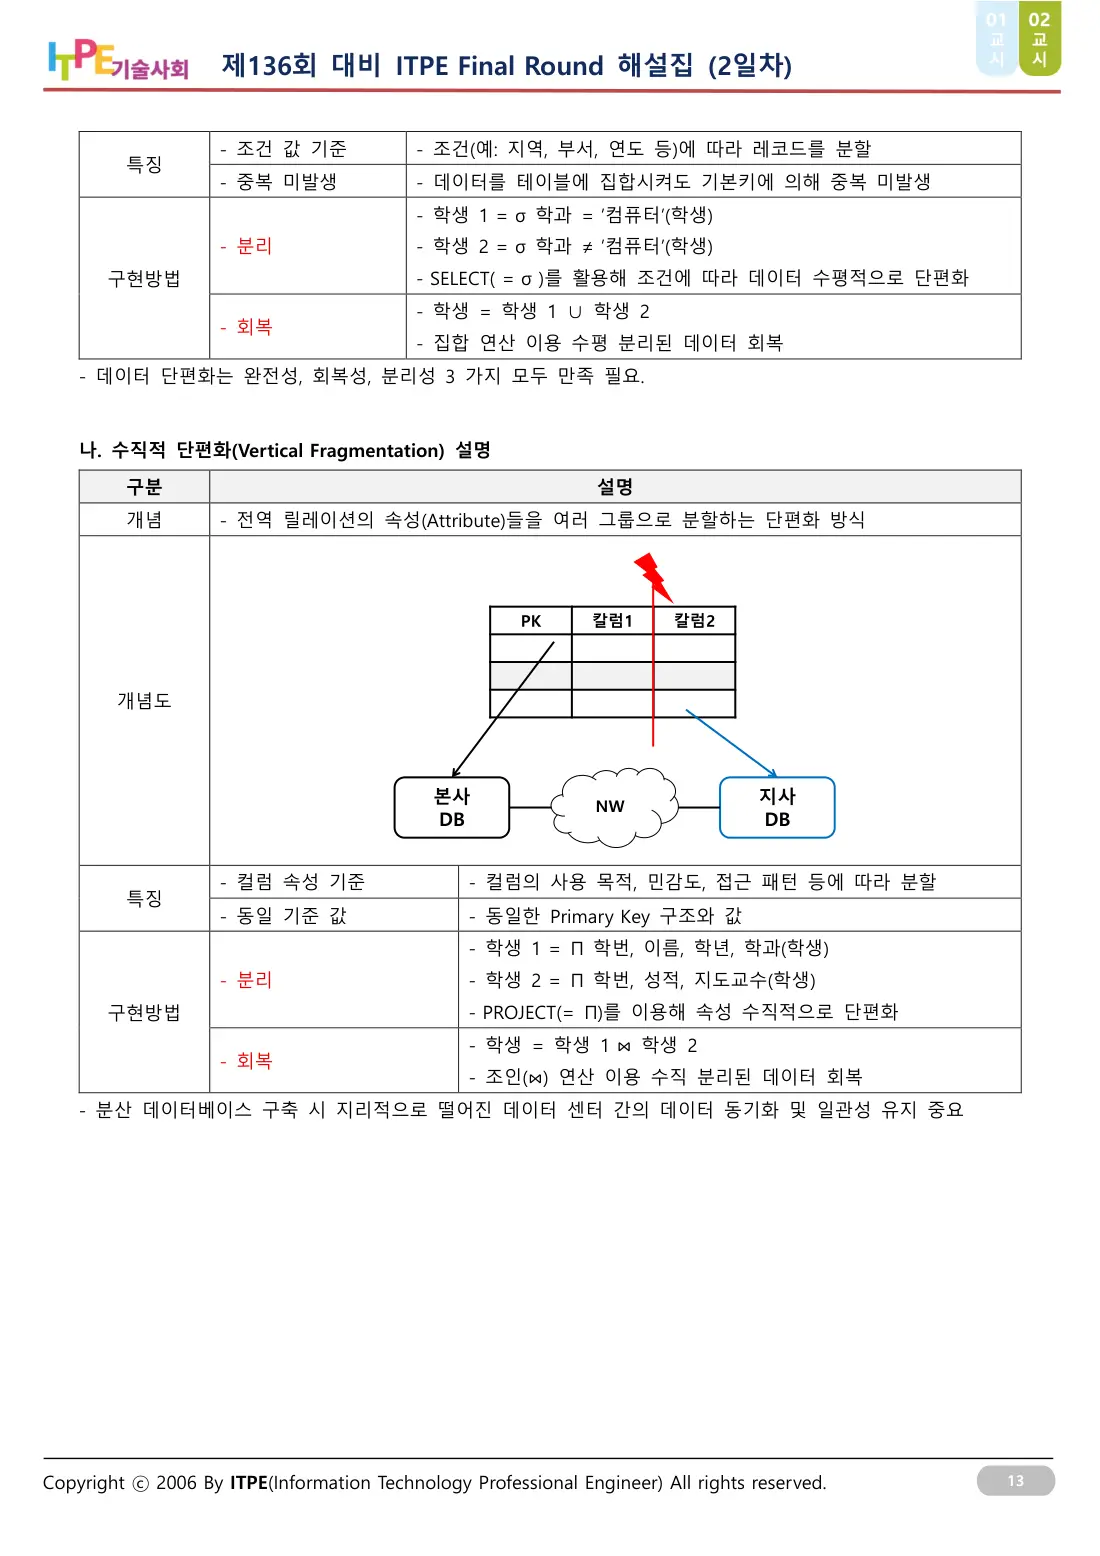 ITPE기술사회 제136회 대비 ITPE Final Round 해설집 (2일차)
01 교시
02 교시
특징
- 조건 값 기준
- 조건(예: 지역, 부서, 연도 등)에 따라 레코드를 분할
- 중복 미발생
- 데이터를 테이블에 집합시켜도 기본키에 의해 중복 미발생
구현방법
- 분리
- 학생 1 = σ 학과 = ‘컴퓨터’(학생)
- 학생 2 = σ 학과 ≠ ‘컴퓨터’(학생)
- SELECT( = σ )를 활용해 조건에 따라 데이터 수평적으로 단편화
- 회복
- 학생 = 학생 1 ∪ 학생 2
- 집합 연산 이용 수평 분리된 데이터 회복
- 데이터 단편화는 완전성, 회복성, 분리성 3 가지 모두 만족 필요.
나. 수직적 단편화(Vertical Fragmentation) 설명
구분 설명
개념
- 전역 릴레이션의 속성(Attribute)들을 여러 그룹으로 분할하는 단편화 방식
개념도
PK 칼럼1 칼럼2
본사
DB
NW
지사
DB
특징
- 컬럼 속성 기준
- 컬럼의 사용 목적, 민감도, 접근 패턴 등에 따라 분할
- 동일 기준 값
- 동일한 Primary Key 구조와 값
구현방법
- 분리
- 학생 1 = Π 학번, 이름, 학년, 학과(학생)
- 학생 2 = Π 학번, 성적, 지도교수(학생)
- PROJECT(= Π)를 이용해 속성 수직적으로 단편화
- 회복
- 학생 = 학생 1 ⋈ 학생 2
- 조인(⋈) 연산 이용 수직 분리된 데이터 회복
- 분산 데이터베이스 구축 시 지리적으로 떨어진 데이터 센터 간의 데이터 동기화 및 일관성 유지 중요
Copyright ⓒ 2006 By ITPE(Information Technology Professional Engineer) All rights reserved.
13